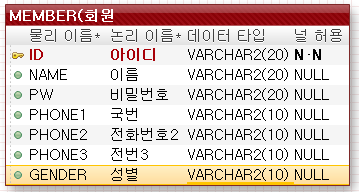 MEMBER(회원
물리 이름* 논리 이름* 데이터 타입 널 허용
ID 아이디 VARCHAR2(20) N·N
NAME 이름 VARCHAR2(20) NULL
PW 비밀번호 VARCHAR2(20) NULL
PHONE1 국번 VARCHAR2(10) NULL
PHONE2 전화번호2 VARCHAR2(10) NULL
PHONE3 전번3 VARCHAR2(10) NULL
GENDER 성별 VARCHAR2(10) NULL